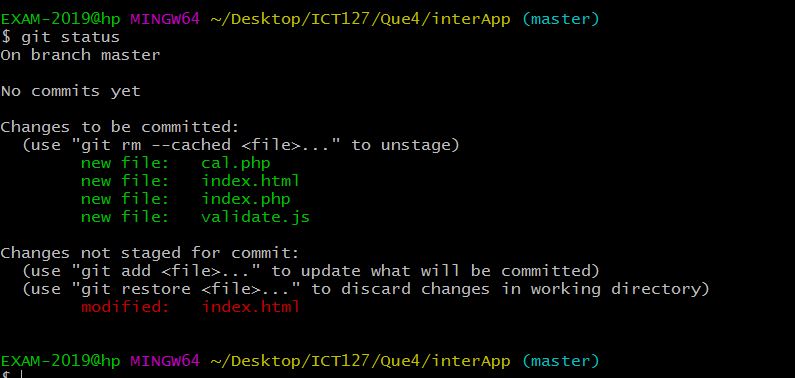 EXAM-2019@hp MINGW64 ~/Desktop/ICT127/Que4/interApp (master)
$ git status
On branch master
No commits yet
Changes to be committed:
(use "git rm --cached <file>..." to unstage)
new file: cal.php
new file: index.html
new file: index.php
new file: validate.js
Changes not staged for commit:
(use "git add <file>..." to update what will be committed)
(use "git restore <file>..." to discard changes in working directory)
modified: index.html
EXAM-2019@hp MINGW64 ~/Desktop/ICT127/Que4/interApp (master)
$